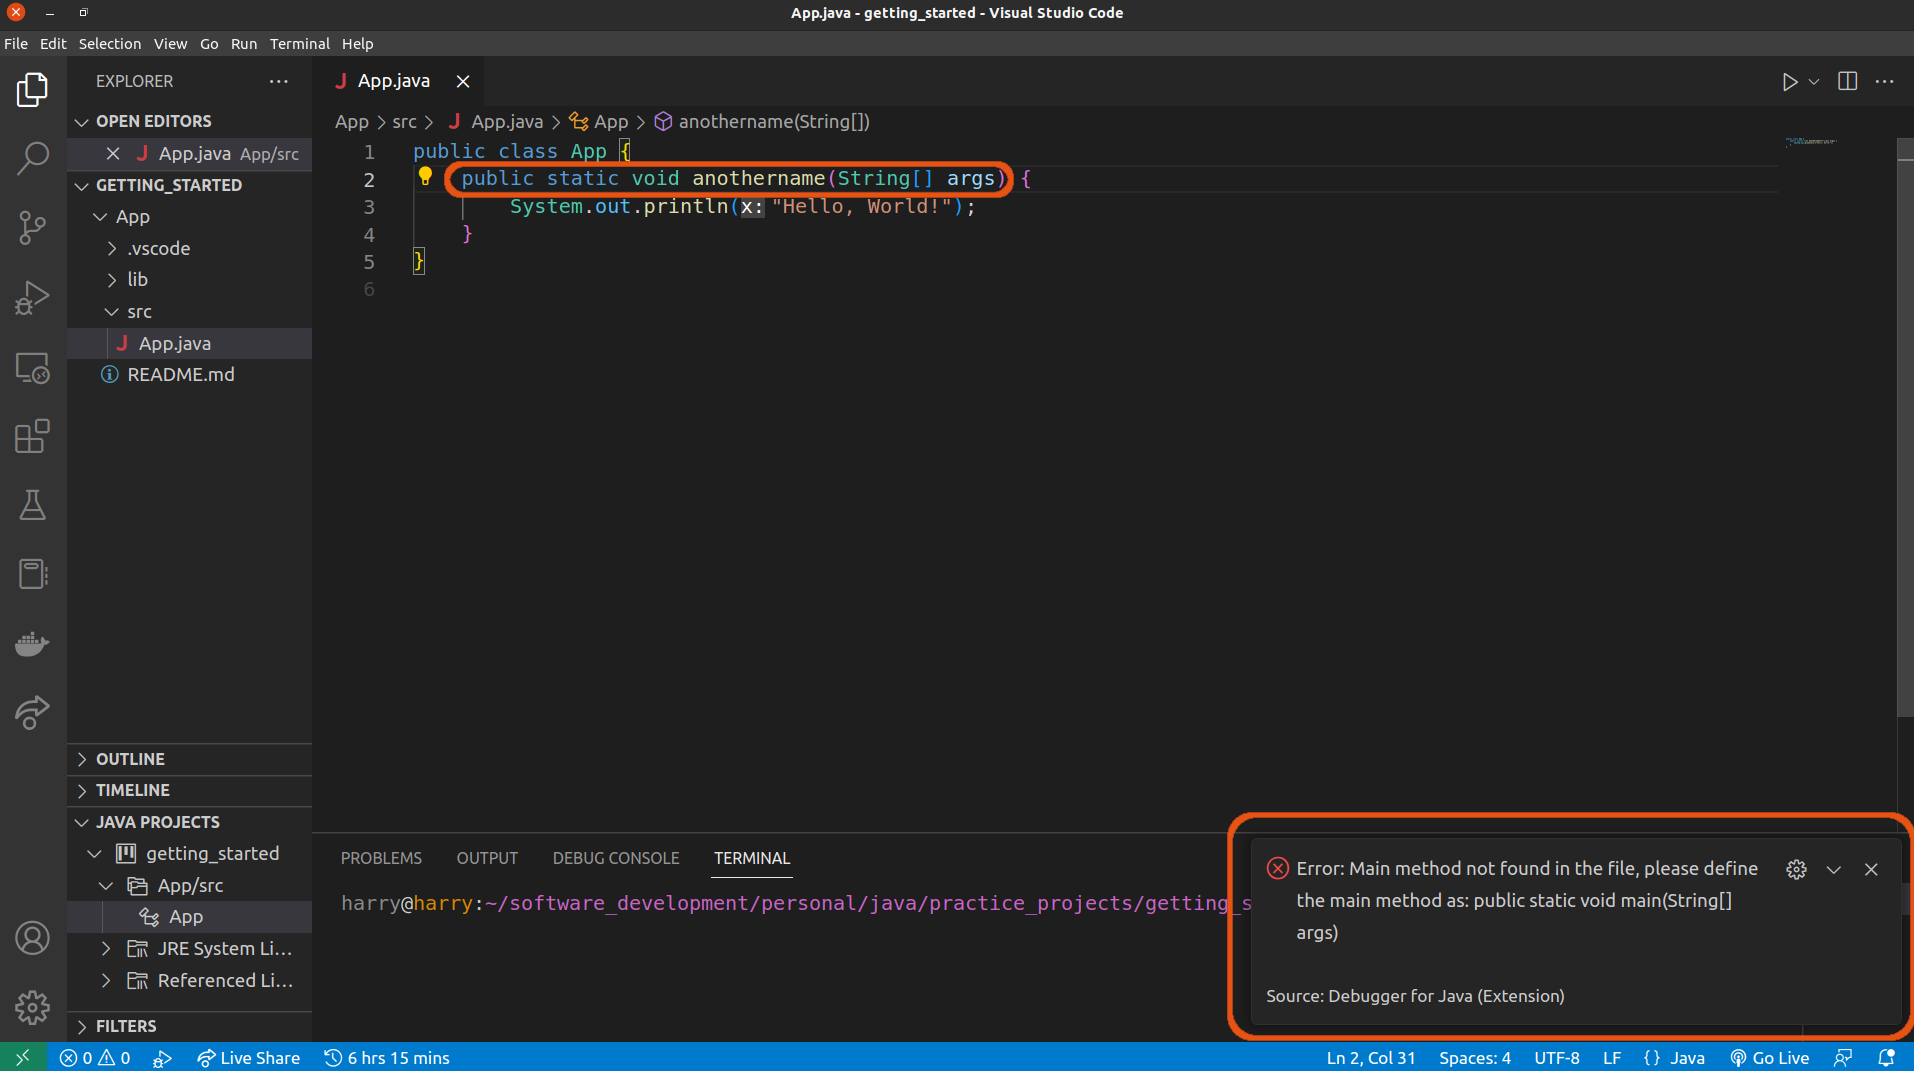 App.java - getting_started - Visual Studio Code
File Edit Selection View Go Run Terminal Help
EXPLORER
OPEN EDITORS
App.java App/src
GETTING_STARTED
App
.vscode
lib
src
App.java
README.md
OUTLINE
TIMELINE
JAVA PROJECTS
getting_started
App/src
App
JRE System Li...
Referenced Li...
FILTERS
App.java
App > src > App.java > App > anothername(String[])
1 public class App {
2 public static void anothername(String[] args) {
3 System.out.println(x: "Hello, World!");
4 }
5 }
6
PROBLEMS OUTPUT DEBUG CONSOLE TERMINAL
harry@harry:~/software_development/personal/java/practice_projects/getting_s
Error: Main method not found in the file, please define
the main method as: public static void main(String[]
args)
Source: Debugger for Java (Extension)
0 0 Live Share 6 hrs 15 mins Ln 2, Col 31 Spaces: 4 UTF-8 LF { } Java Go Live